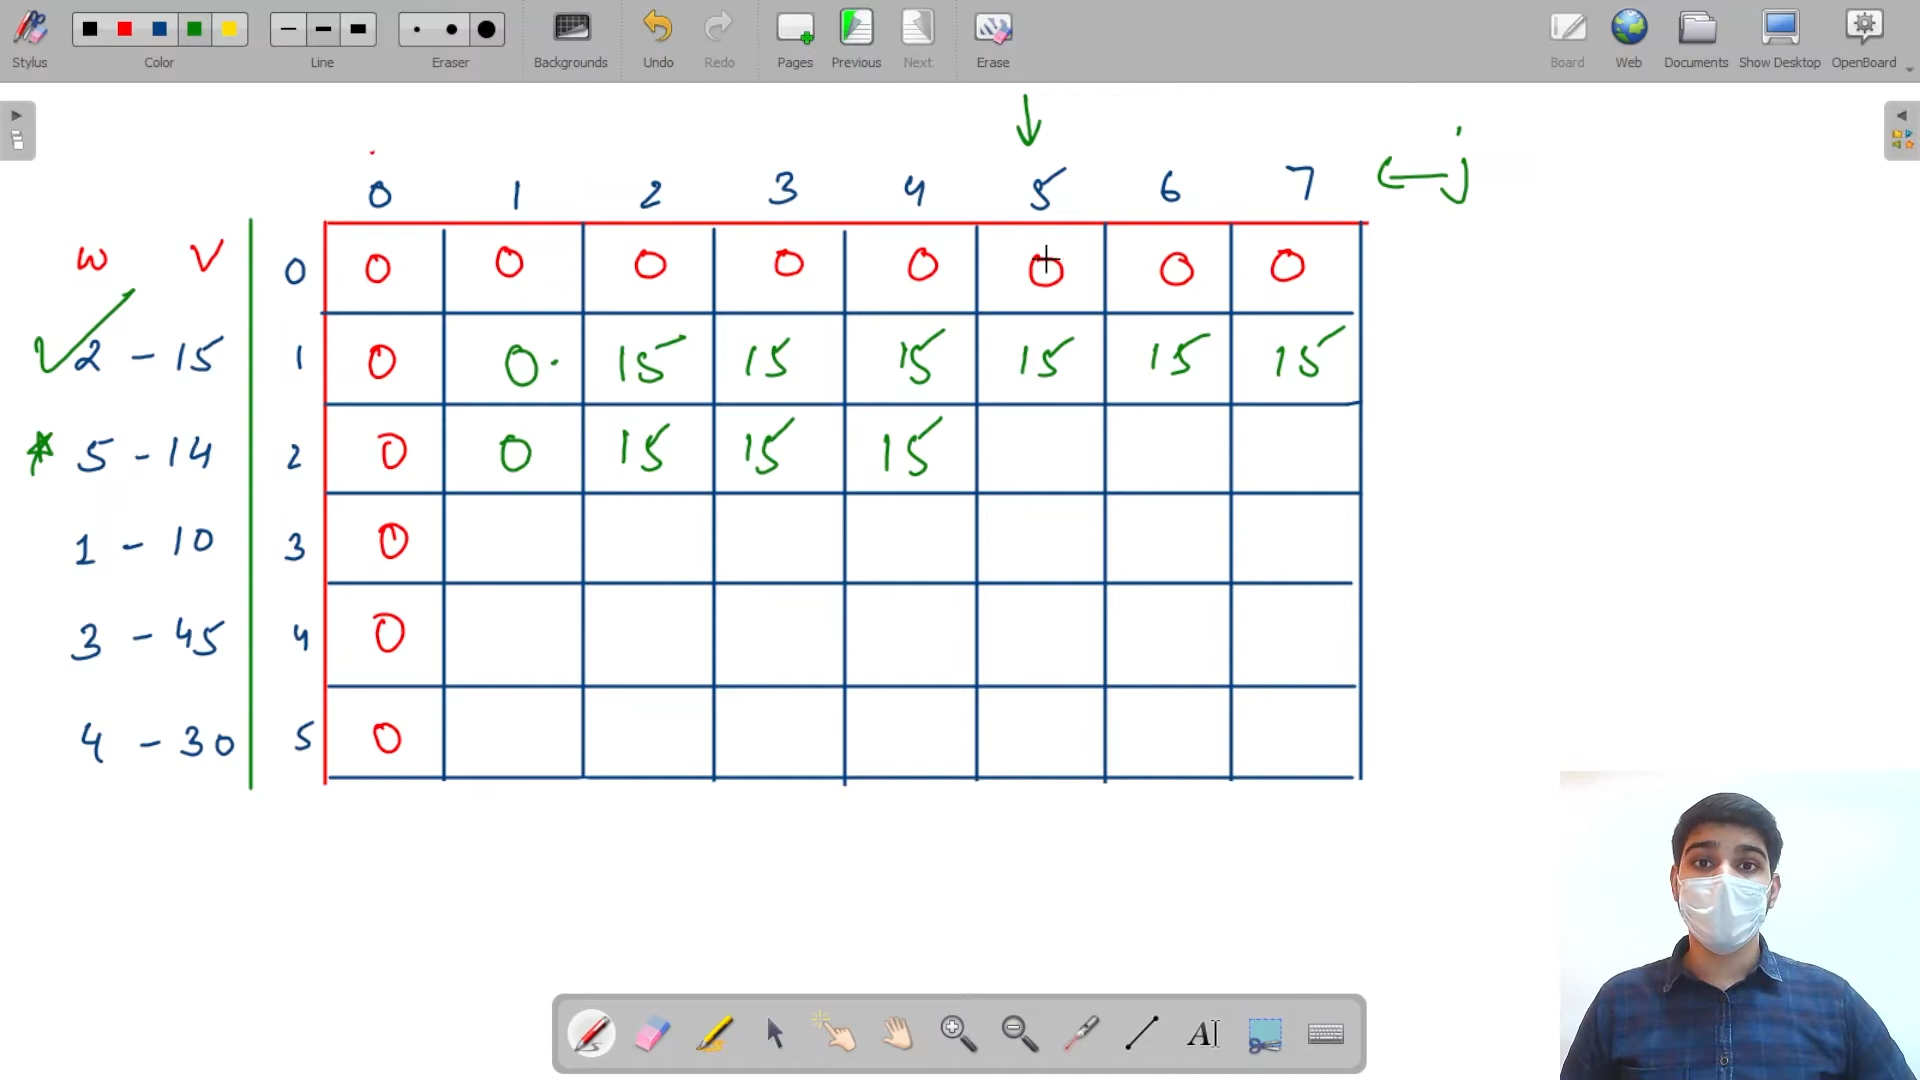 Stylus Color Line Eraser Backgrounds Undo Redo Pages Previous Next Erase Board Web Documents Show Desktop OpenBoard
0 1 2 3 4 5 6 7 ← j
w v 0 0 0 0 0 0 0 0 0
2 - 15 1 0 0 15 15 15 15 15 15
5 - 14 2 0 0 15 15 15
1 - 10 3 0
3 - 45 4 0
4 - 30 5 0